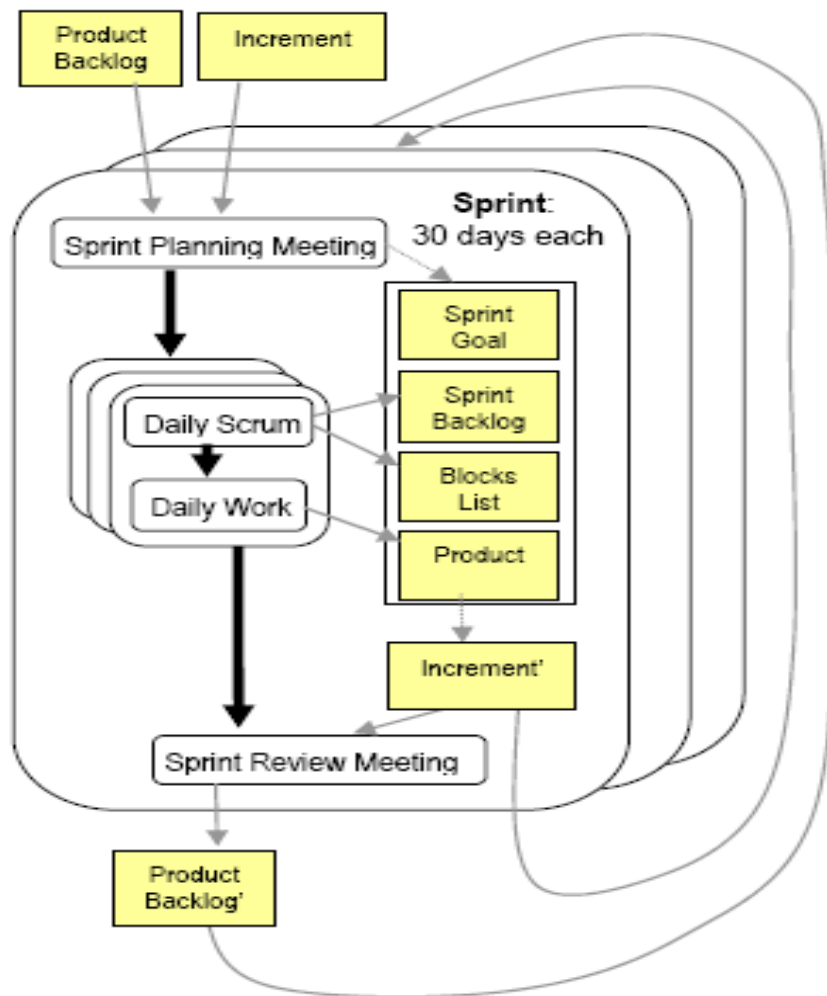 Product
Backlog
Increment
Sprint:
30 days each
Sprint Planning Meeting
Sprint
Goal
Daily Scrum
Sprint
Backlog
Blocks
List
Daily Work
Product
Increment'
Sprint Review Meeting
Product
Backlog'